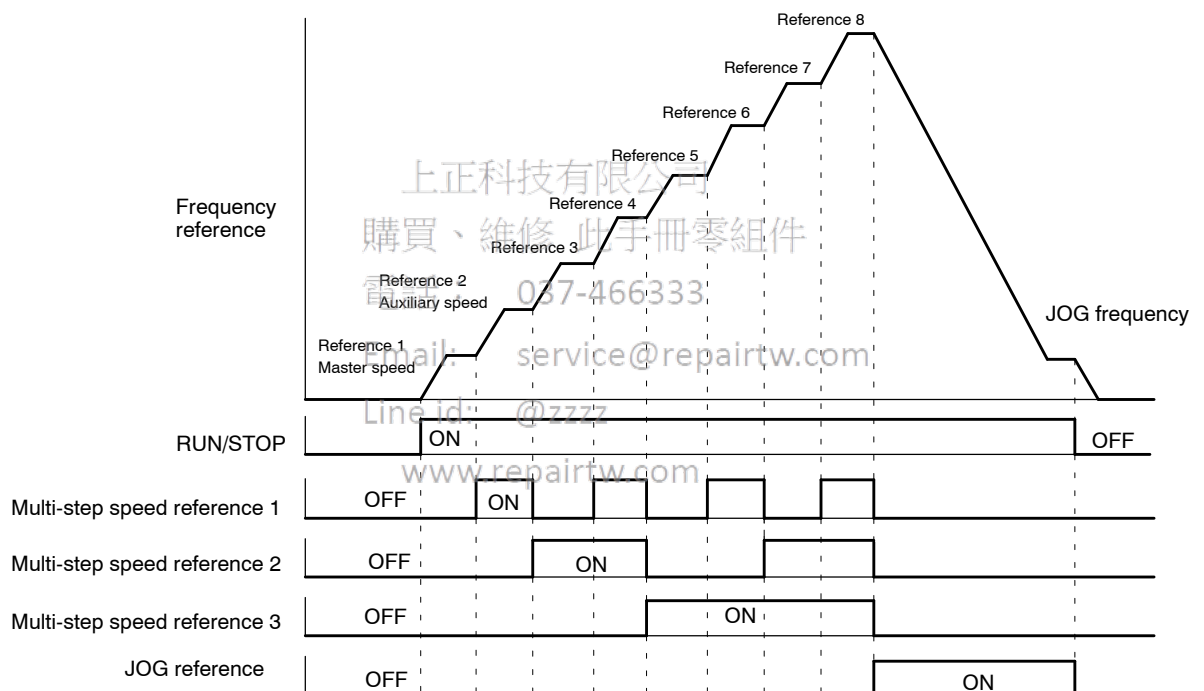 Reference 8
Reference 7
Reference 6
Reference 5
上正科技有限公司
Reference 4
Frequency
reference
購買、維修 此手冊零組件
Reference 3
Reference 2
Auxiliary speed
電話： 037-466333
JOG frequency
Reference 1
Master speed
Email: service@repairtw.com
Line id: @zzzz
RUN/STOP
ON
OFF
www.repairtw.com
Multi-step speed reference 1
OFF
ON
Multi-step speed reference 2
OFF
ON
Multi-step speed reference 3
OFF
ON
JOG reference
OFF
ON